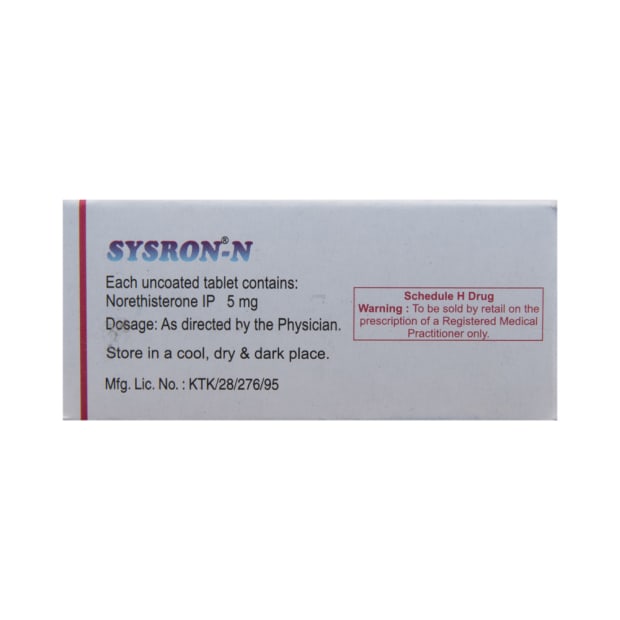 SYSRON®-N
Each uncoated tablet contains:
Norethisterone IP 5 mg
Dosage: As directed by the Physician.
Store in a cool, dry & dark place.
Mfg. Lic. No. : KTK/28/276/95
Schedule H Drug
Warning : To be sold by retail on the
prescription of a Registered Medical
Practitioner only.